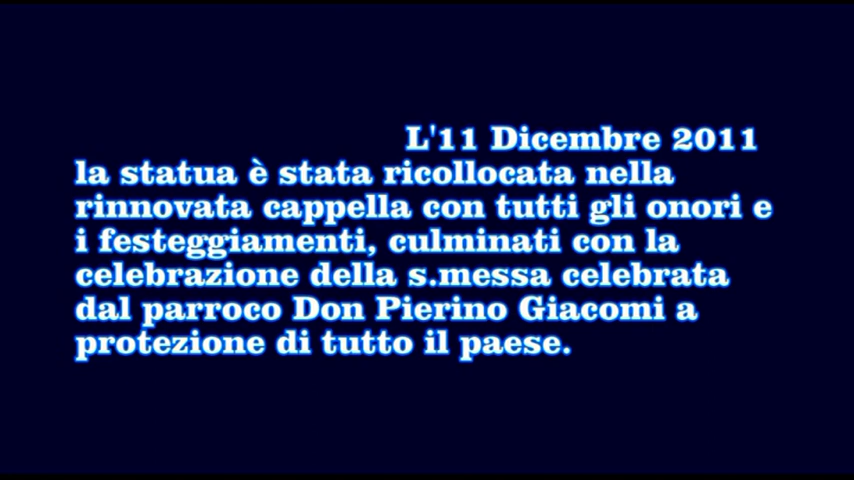 L'11 Dicembre 2011
la statua è stata ricollocata nella
rinnovata cappella con tutti gli onori e
i festeggiamenti, culminati con la
celebrazione della s.messa celebrata
dal parroco Don Pierino Giacomi a
protezione di tutto il paese.